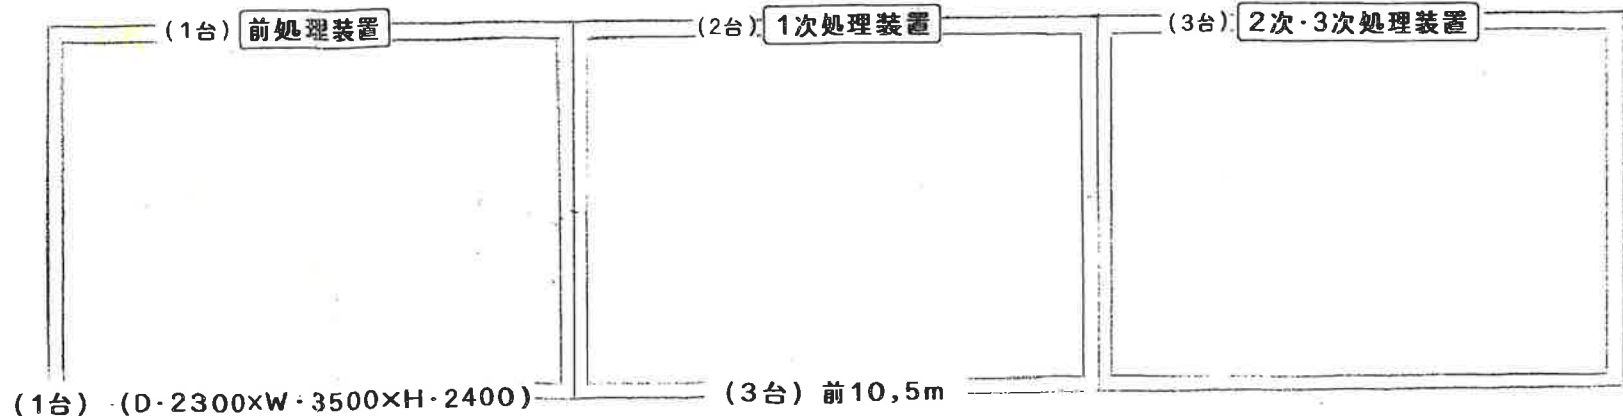 (1台) 前処理装置
(2台) 1次処理装置
(3台) 2次·3次処理装置
(1台) (D·2300×W·3500×H·2400)
(3台) 前10,5m